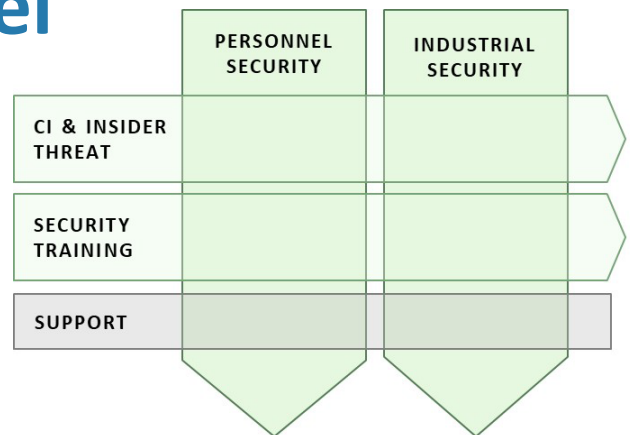 el
PERSONNEL
SECURITY
INDUSTRIAL
SECURITY
CI & INSIDER
THREAT
SECURITY
TRAINING
SUPPORT